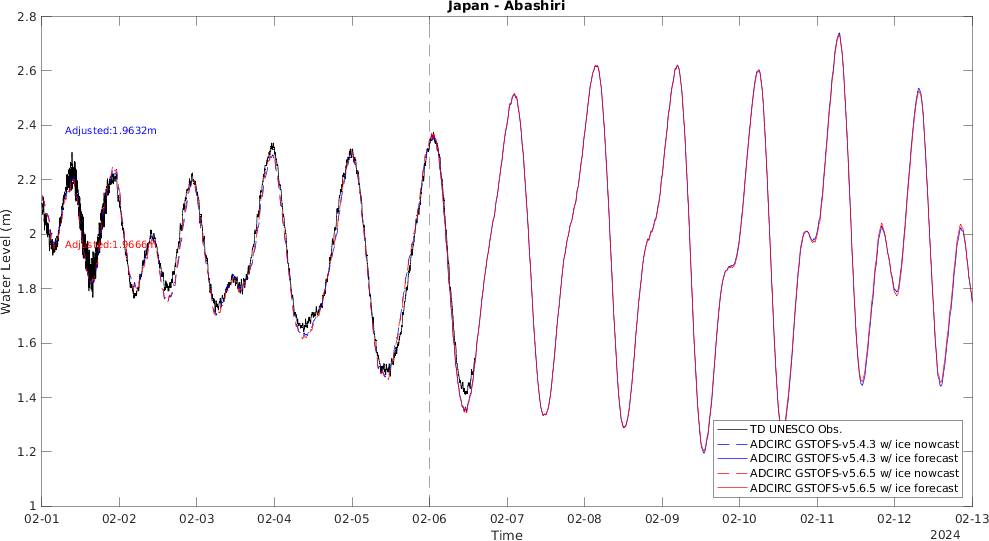 Japan - Abashiri
2.8
2.6
2.4
2.2
2
1.8
1.6
1.4
1.2
1
Water Level (m)
Adjusted:1.9632m
Adjusted:1.9666m
TD UNESCO Obs.
ADCIRC GSTOFS-v5.4.3 w/ ice nowcast
ADCIRC GSTOFS-v5.4.3 w/ ice forecast
ADCIRC GSTOFS-v5.6.5 w/ ice nowcast
ADCIRC GSTOFS-v5.6.5 w/ ice forecast
02-01 02-02 02-03 02-04 02-05 02-06 02-07 02-08 02-09 02-10 02-11 02-12 02-13
Time
2024